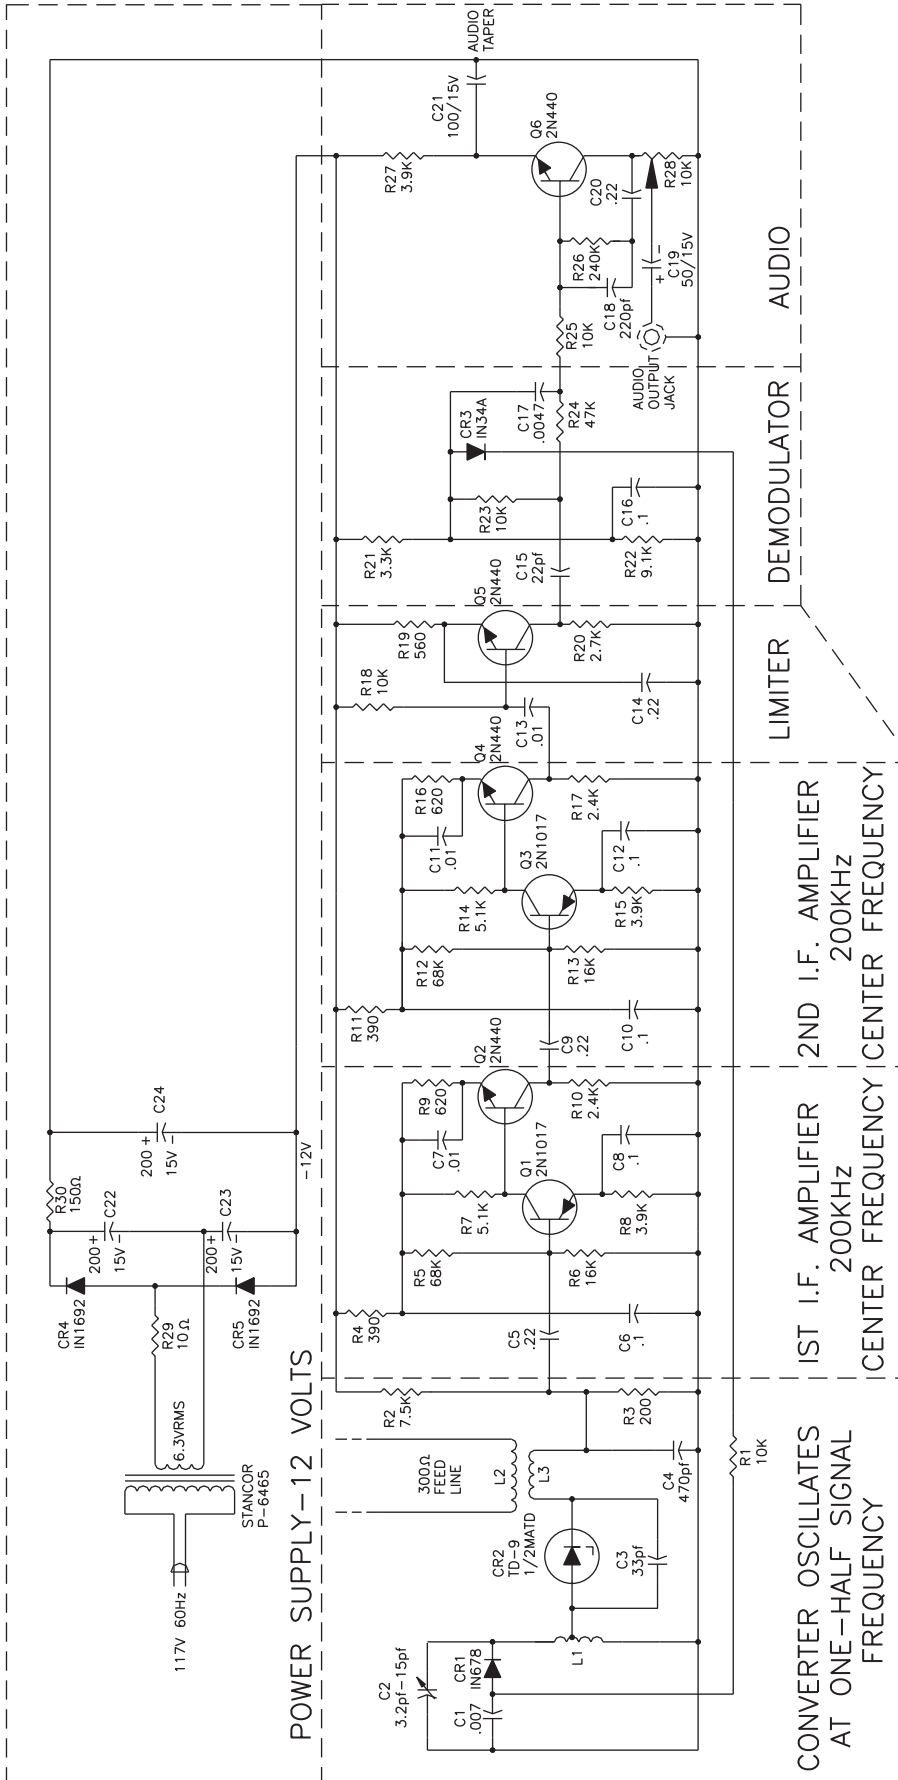 117V 60Hz
STANCOR
P-6465
6.3VRMS
R29
10Ω
CR4
IN1692
CR5
IN1692
200+
15V-
C22
200+
15V-
C23
R30
150Ω
200+
15V-
C24
-12V
POWER SUPPLY-12 VOLTS
C2
3.2pf-15pf
C1
.007
CR1
IN678
L1
CR2
TD-9
1/2MATD
C3
33pf
300Ω
FEED
LINE
L2
L3
C4
470pf
R1
10K
R2
7.5K
R3
200
CONVERTER OSCILLATES
AT ONE-HALF SIGNAL
FREQUENCY
R4
390
C5
.22
C6
.1
R5
68K
R6
16K
R7
5.1K
Q1
2N1017
R8
3.9K
C7
.01
C8
.1
R9
620
Q2
2N440
R10
2.4K
IST I.F. AMPLIFIER
200KHz
CENTER FREQUENCY
R11
390
C9
.22
C10
.1
R12
68K
R13
16K
R14
5.1K
Q3
2N1017
R15
3.9K
C11
.01
C12
.1
R16
620
Q4
2N440
R17
2.4K
2ND I.F. AMPLIFIER
200KHz
CENTER FREQUENCY
R18
10K
C13
.01
C14
.22
R19
560
Q5
2N440
R20
2.7K
LIMITER
R21
3.3K
C15
22pf
R22
9.1K
C16
.1
R23
10K
CR3
IN34A
C17
.0047
R24
47K
DEMODULATOR
R25
10K
C18
220pf
R26
240K
C20
.22
AUDIO
OUTPUT
JACK
+ -
C19
50/15V
R27
3.9K
C21
100/15V
Q6
2N440
R28
10K
AUDIO
TAPER
AUDIO